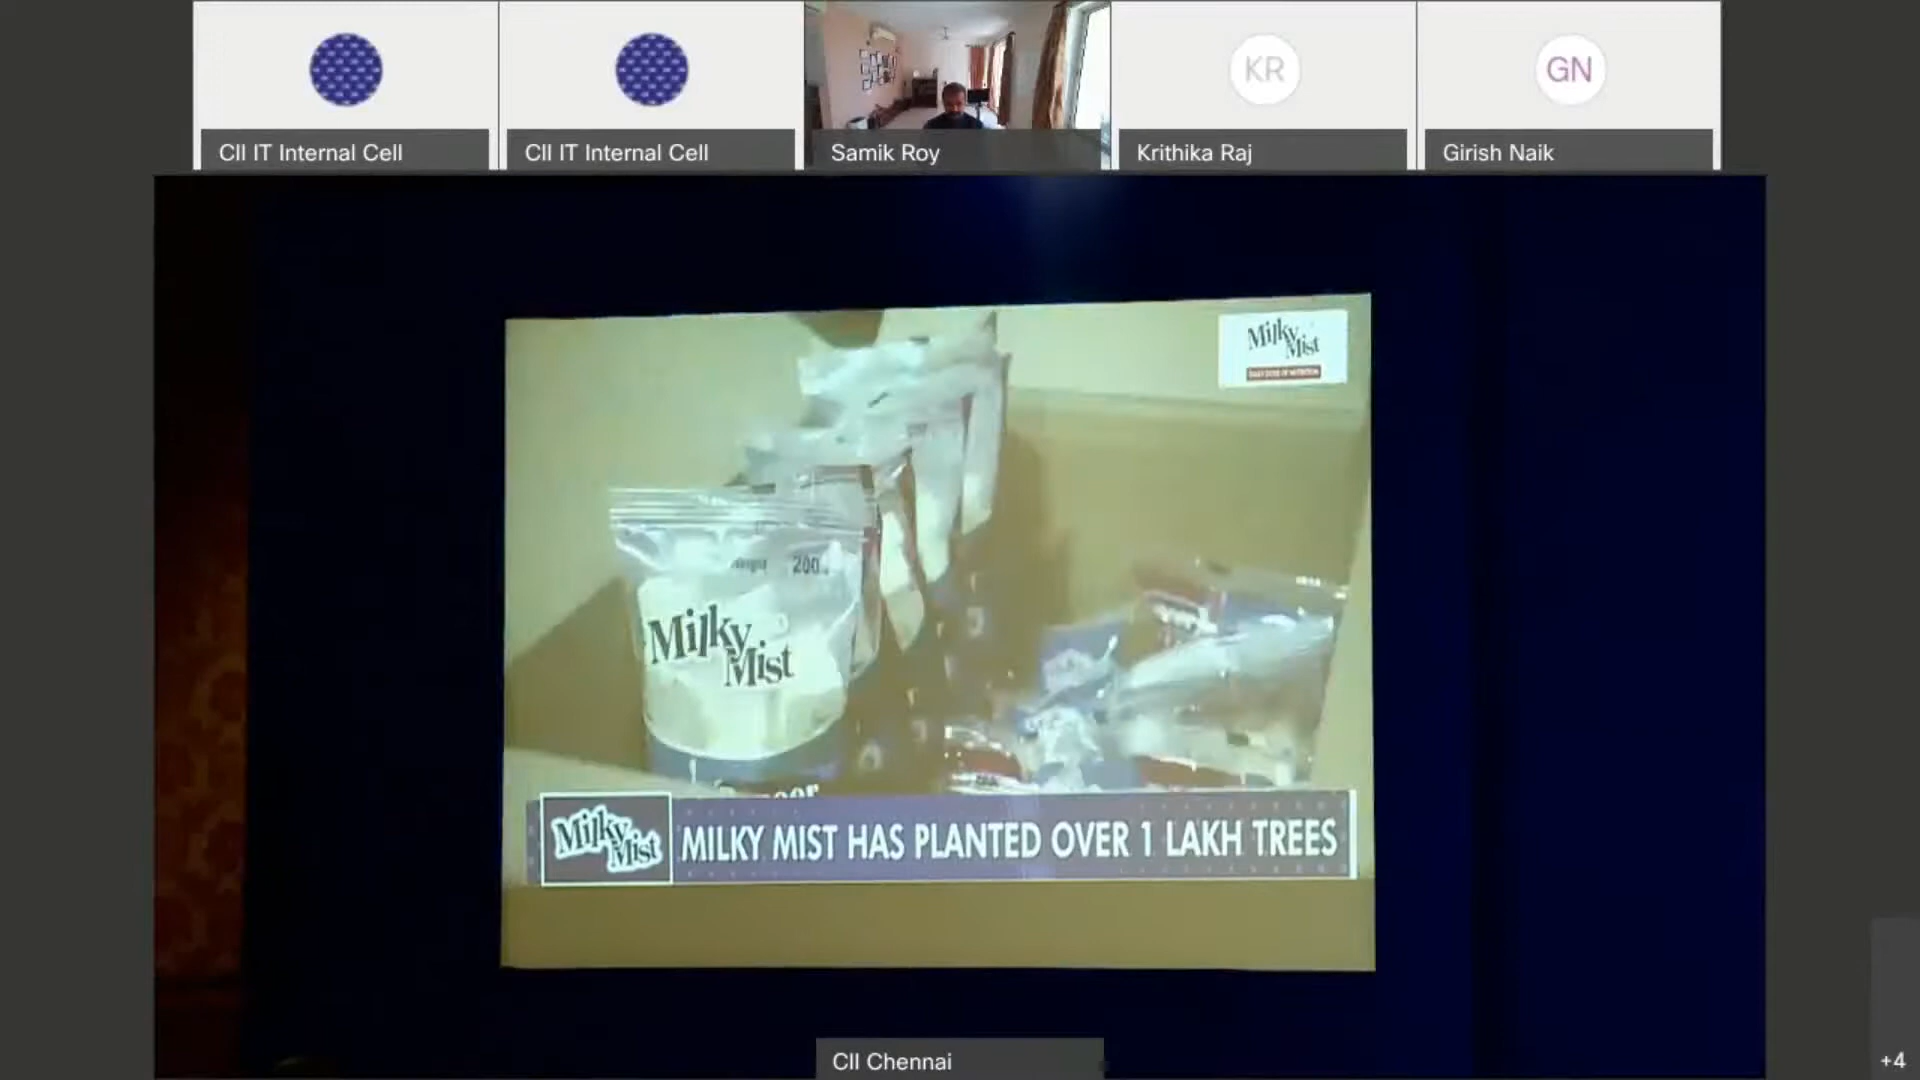 KR
GN
CII IT Internal Cell
CII IT Internal Cell
Samik Roy
Krithika Raj
Girish Naik
Milky
Mist
200
Milky
Mist
Milky
Mist
MILKY MIST HAS PLANTED OVER 1 LAKH TREES
CII Chennai
+4